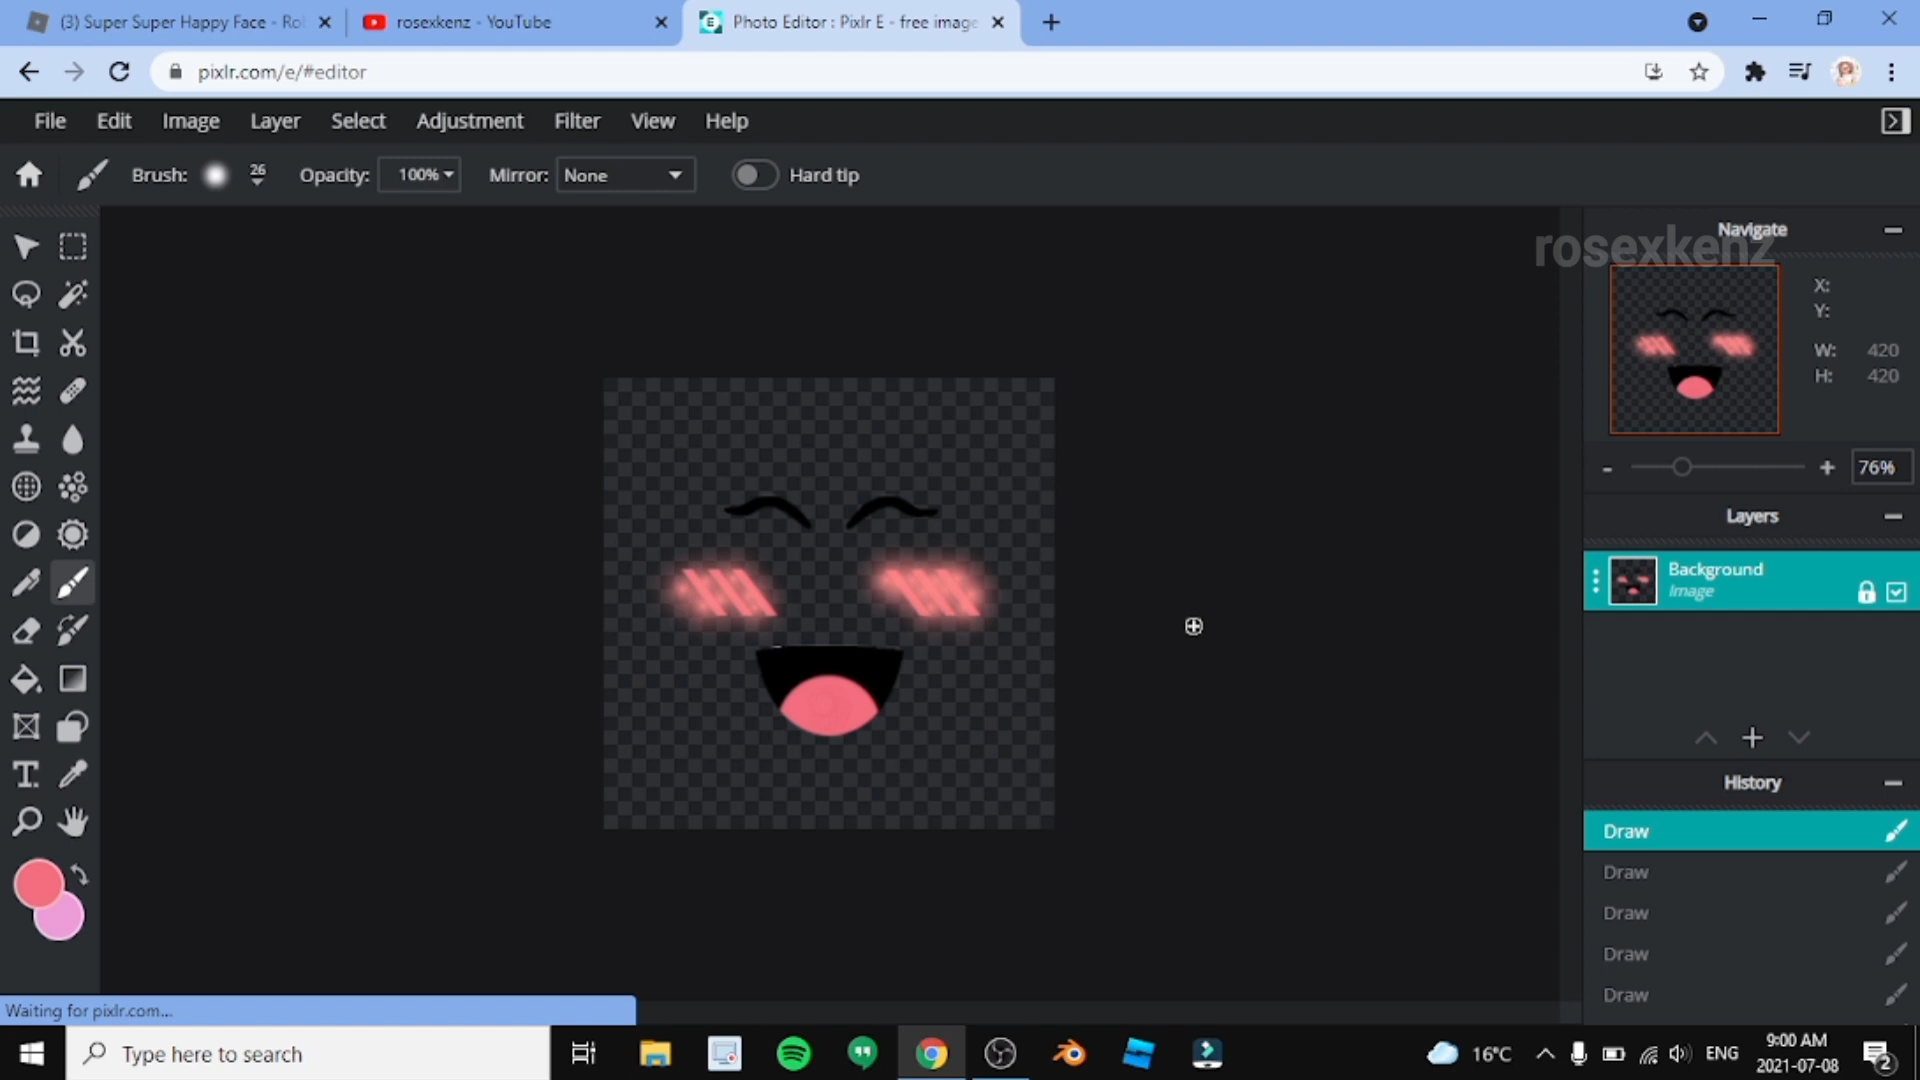 (3) Super Super Happy Face - Ro
rosexkenz - YouTube
Photo Editor : Pixlr E - free image
pixlr.com/e/#editor
File Edit Image Layer Select Adjustment Filter View Help
Brush: 26 Opacity: 100% Mirror: None Hard tip
Navigate
rosexkenz
X:
Y:
W: 420
H: 420
- + 76%
Layers
Background
Image
History
Draw
Draw
Draw
Draw
Draw
Waiting for pixlr.com...
Type here to search
16°C
ENG
9:00 AM
2021-07-08
2